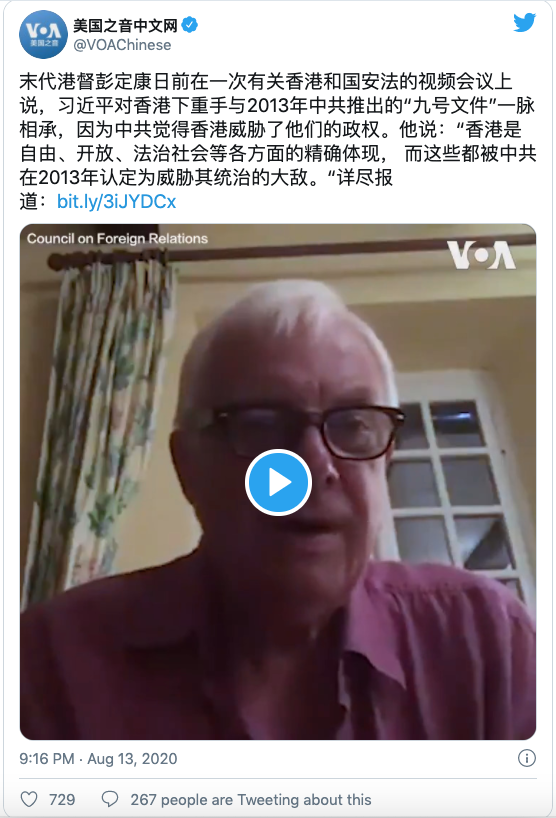 VOA
美国之音
美国之音中文网
@VOAChinese
末代港督彭定康日前在一次有关香港和国安法的视频会议上
说，习近平对香港下重手与2013年中共推出的“九号文件”一脉
相承，因为中共觉得香港威胁了他们的政权。他说：“香港是
自由、开放、法治社会等各方面的精确体现， 而这些都被中共
在2013年认定为威胁其统治的大敌。“详尽报
道：bit.ly/3iJYDCx
Council on Foreign Relations
VOA
9:16 PM · Aug 13, 2020
729
267 people are Tweeting about this